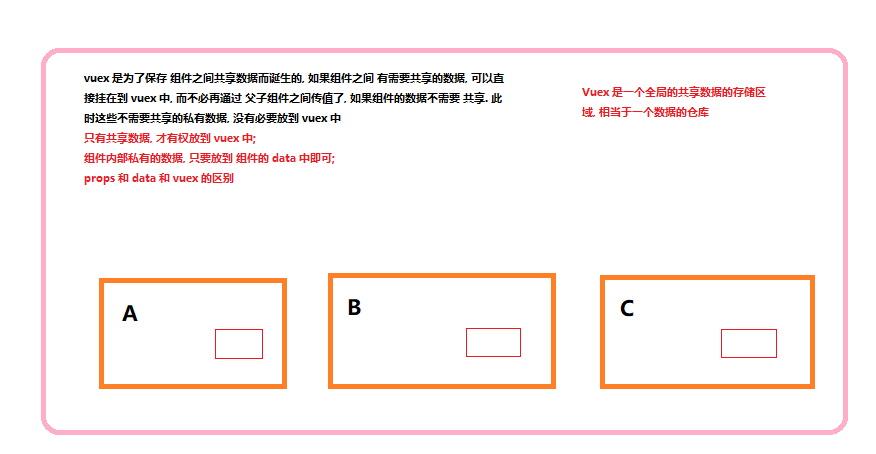 vuex 是为了保存 组件之间共享数据而诞生的, 如果组件之间 有需要共享的数据, 可以直
接挂在到 vuex 中, 而不必再通过 父子组件之间传值了, 如果组件的数据不需要 共享. 此
时这些不需要共享的私有数据, 没有必要放到 vuex 中
只有共享数据, 才有权放到 vuex 中;
组件内部私有的数据, 只要放到 组件的 data 中即可;
props 和 data 和 vuex 的区别
Vuex 是一个全局的共享数据的存储区
域, 相当于一个数据的仓库
A
B
C